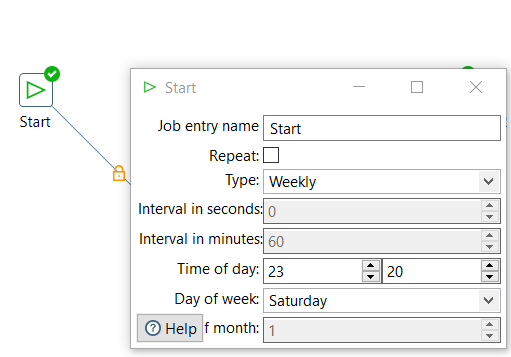 Start
Start
Job entry name Start
Repeat:
Type: Weekly
Interval in seconds: 0
Interval in minutes: 60
Time of day: 23 20
Day of week: Saturday
Help f month: 1